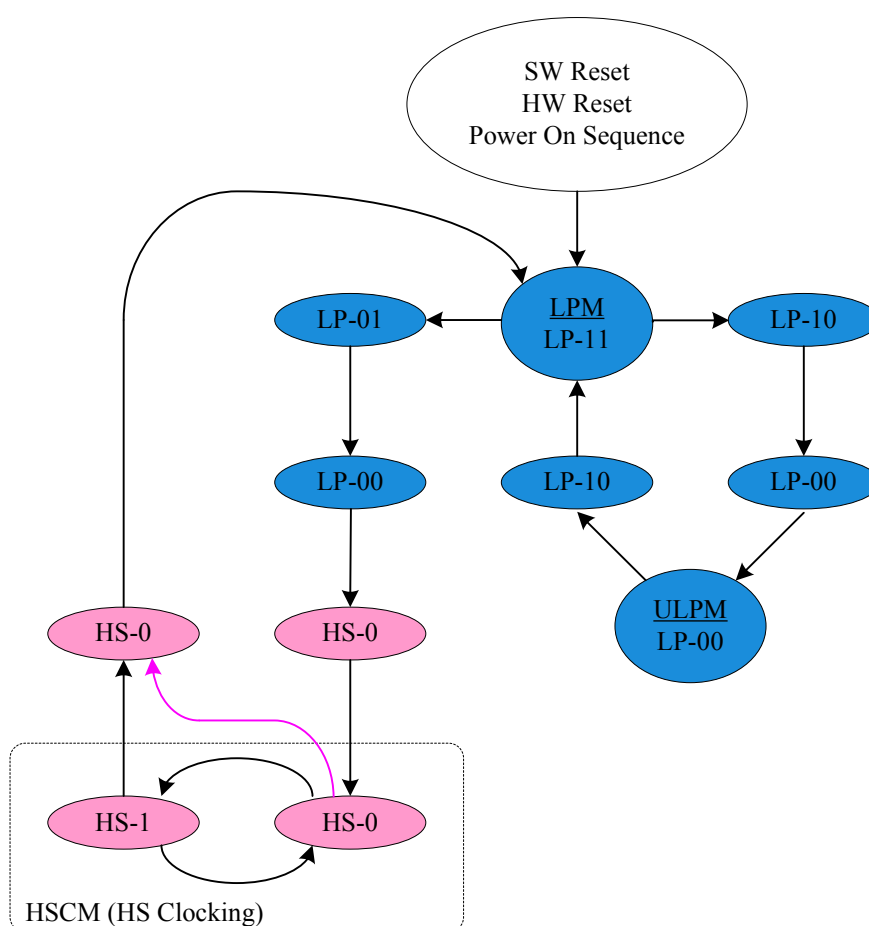 SW Reset
HW Reset
Power On Sequence
LP-01
LPM
LP-11
LP-10
LP-00
LP-10
LP-00
ULPM
LP-00
HS-0
HS-0
HS-1
HS-0
HSCM (HS Clocking)